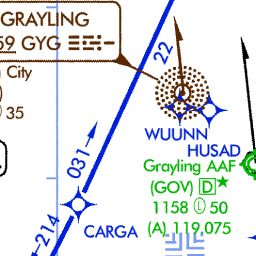 GRAYLING
59 GYG
City
35
22
WUUNN
HUSAD
031
Grayling AAF
(GOV) D★
1158 Ⓛ 50
(A) 119.075
214
CARGA